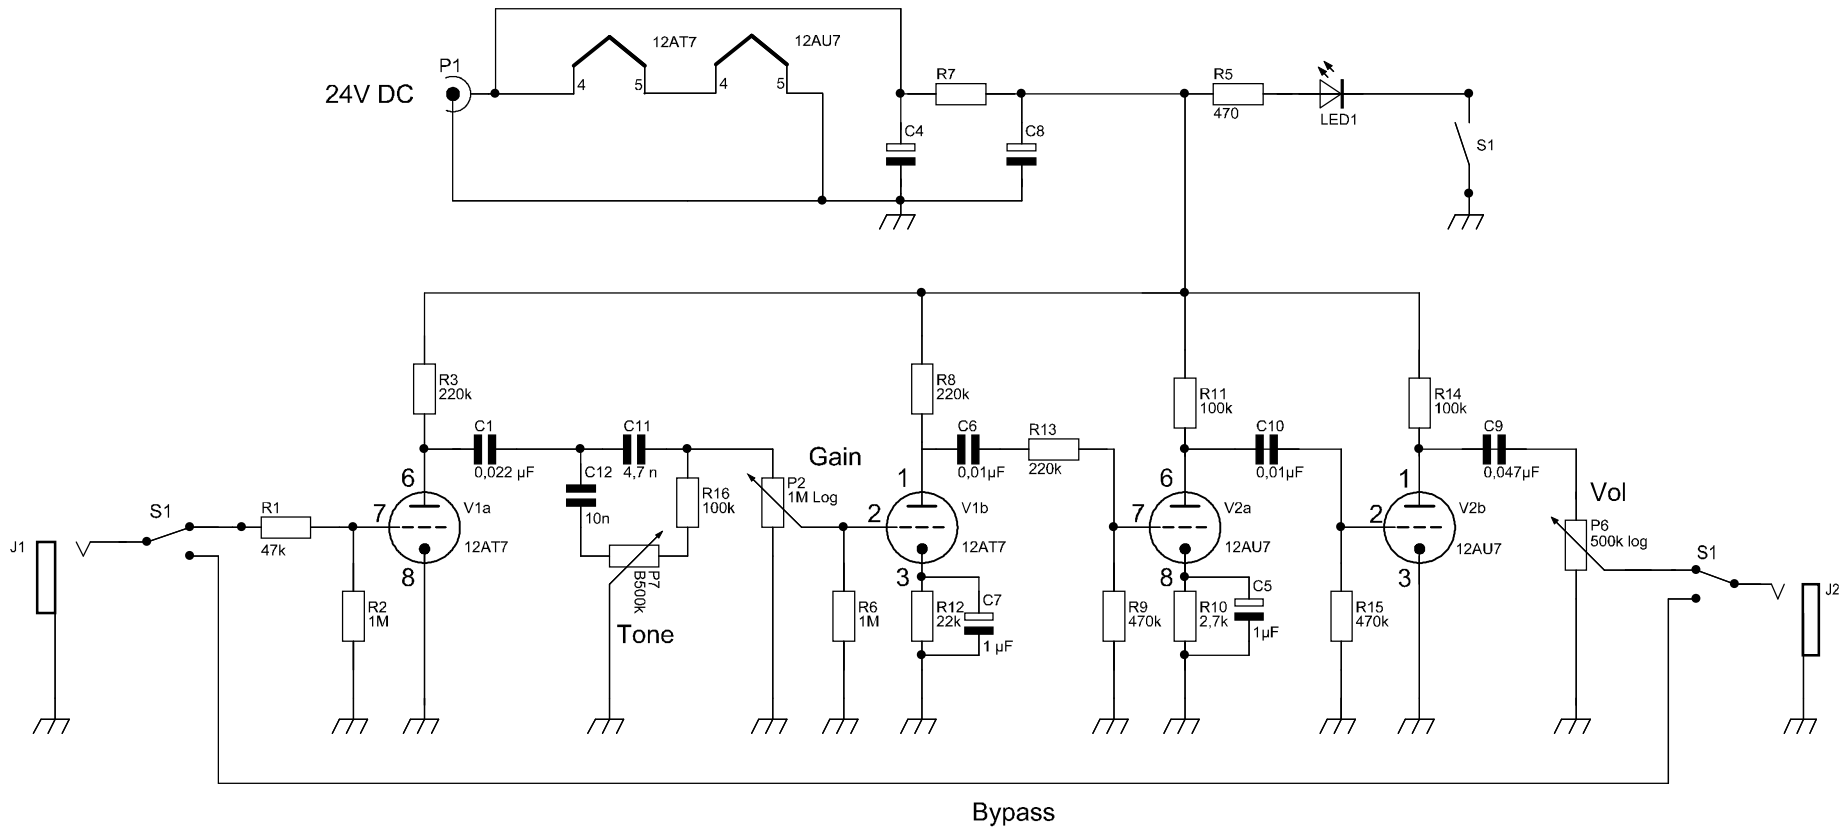 12AT7
12AU7
P1
24V DC
4
5
4
5
R7
R5
470
LED1
C4
C8
S1
R3
220k
R8
220k
R11
100k
R14
100k
C1
0,022 µF
C11
4,7 n
C12
10n
R16
100k
Gain
P2
1M Log
C6
0,01µF
R13
220k
C10
0,01µF
C9
0,047µF
Vol
P6
500k log
J1
S1
R1
47k
R2
1M
6
7
8
V1a
12AT7
P7
B500k
Tone
R6
1M
1
2
3
V1b
12AT7
R12
22k
C7
1 µF
R9
470k
6
7
8
V2a
12AU7
R10
2,7k
C5
1µF
R15
470k
1
2
3
V2b
12AU7
S1
J2
Bypass